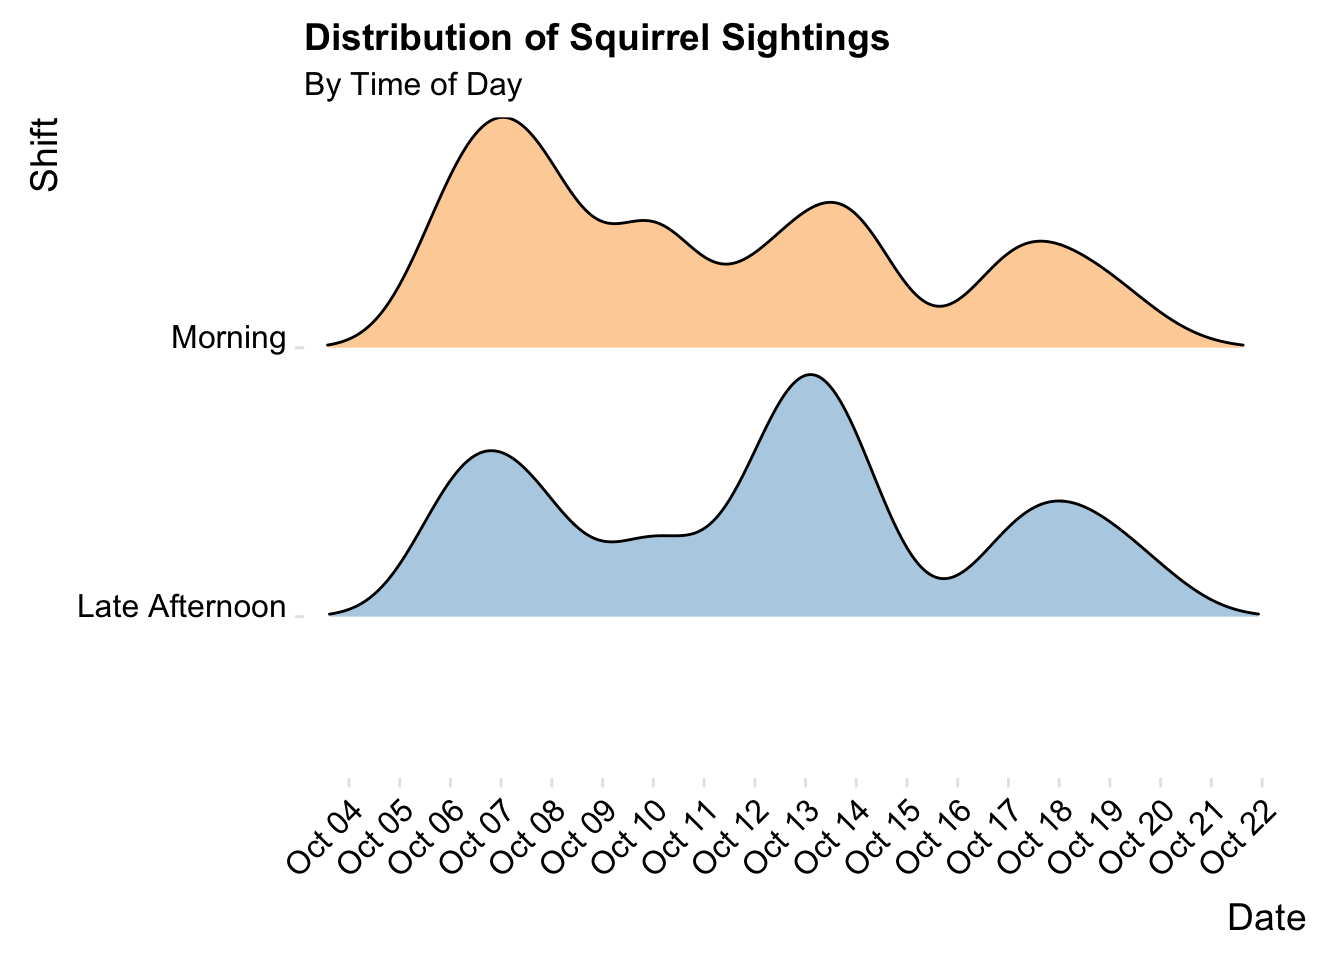 Distribution of Squirrel Sightings
By Time of Day
Shift
Morning
Late Afternoon
Oct 04
Oct 05
Oct 06
Oct 07
Oct 08
Oct 09
Oct 10
Oct 11
Oct 12
Oct 13
Oct 14
Oct 15
Oct 16
Oct 17
Oct 18
Oct 19
Oct 20
Oct 21
Oct 22
Date